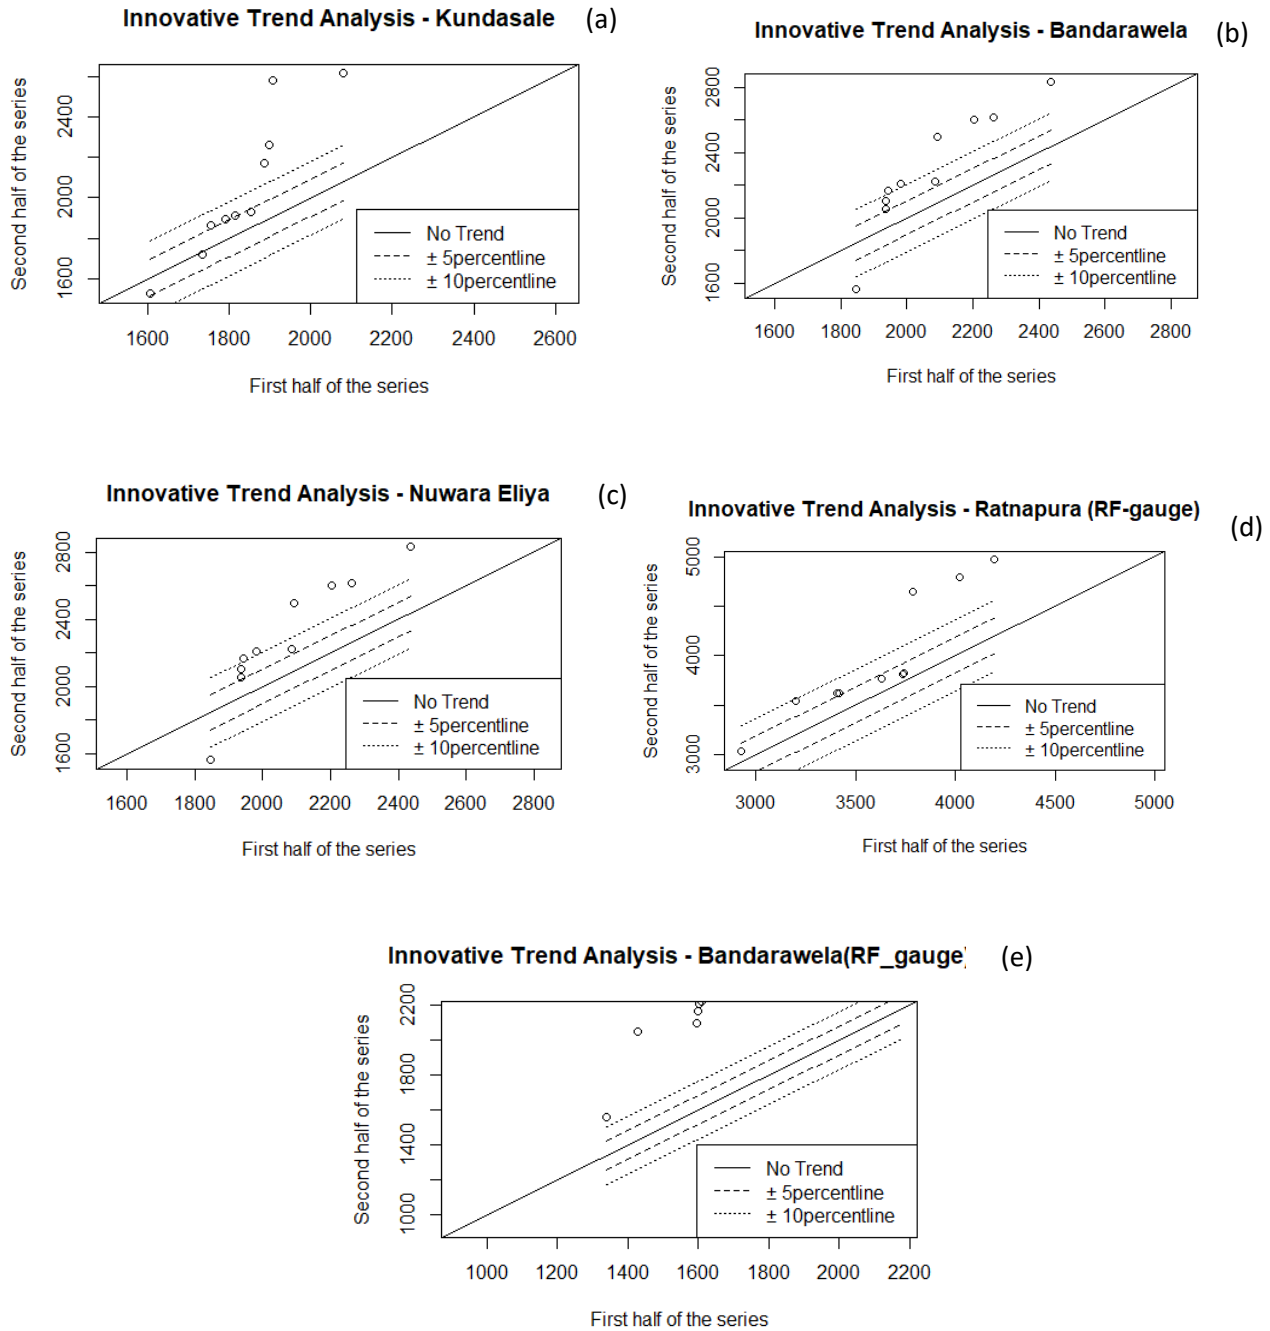 Innovative Trend Analysis - Kundasale
(a)
Second half of the series
2400
2000
1600
No Trend
± 5percentline
± 10percentline
1600 1800 2000 2200 2400 2600
First half of the series
Innovative Trend Analysis - Bandarawela
(b)
Second half of the series
2800
2400
2000
1600
No Trend
± 5percentline
± 10percentline
1600 1800 2000 2200 2400 2600 2800
First half of the series
Innovative Trend Analysis - Nuwara Eliya
(c)
Second half of the series
2800
2400
2000
1600
No Trend
± 5percentline
± 10percentline
1600 1800 2000 2200 2400 2600 2800
First half of the series
Innovative Trend Analysis - Ratnapura (RF-gauge)
(d)
Second half of the series
5000
4000
3000
No Trend
± 5percentline
± 10percentline
3000 3500 4000 4500 5000
First half of the series
Innovative Trend Analysis - Bandarawela(RF_gauge)
(e)
Second half of the series
2200
1800
1400
1000
No Trend
± 5percentline
± 10percentline
1000 1200 1400 1600 1800 2000 2200
First half of the series